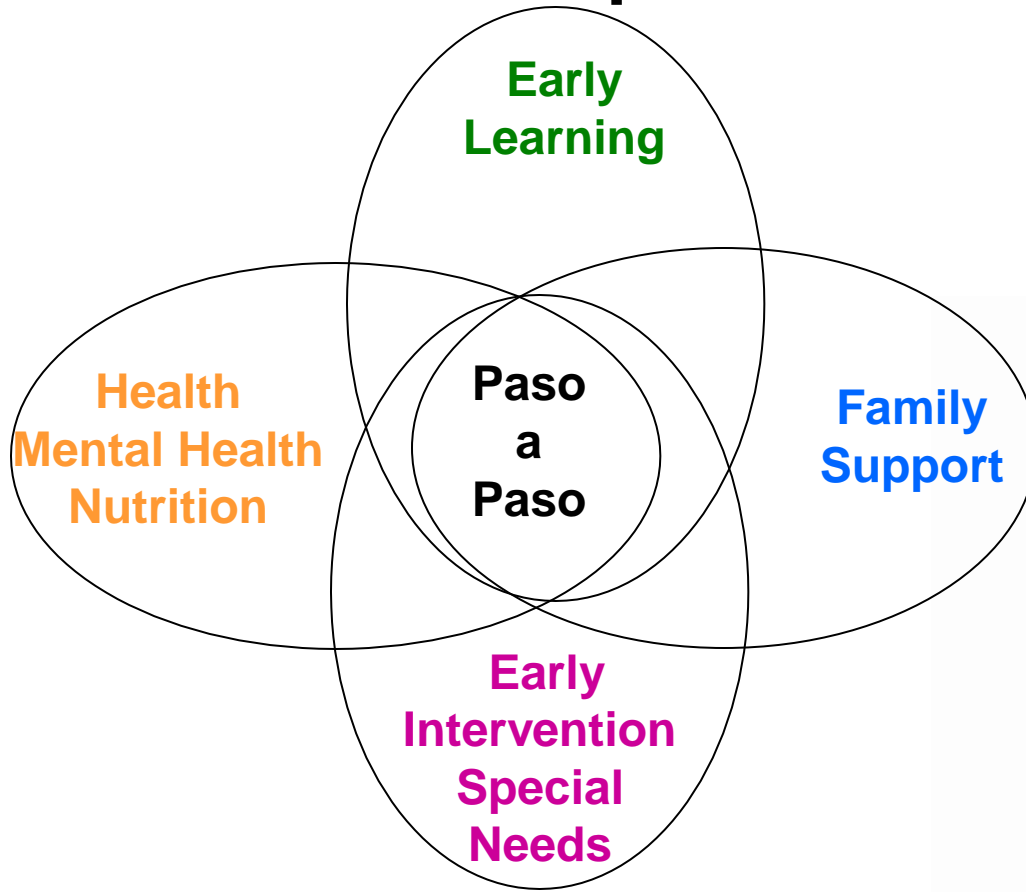 Early
Learning
Health
Mental Health
Nutrition
Paso
a
Paso
Family
Support
Early
Intervention
Special
Needs